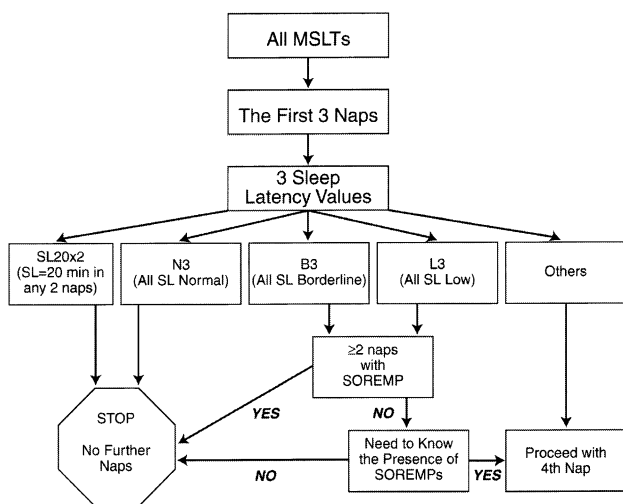 All MSLTs
The First 3 Naps
3 Sleep
Latency Values
SL20x2
(SL=20 min in
any 2 naps)
N3
(All SL Normal)
B3
(All SL Borderline)
L3
(All SL Low)
Others
≥2 naps
with
SOREMP
YES
NO
STOP
No Further
Naps
Need to Know
the Presence of
SOREMPs
NO
YES
Proceed with
4th Nap